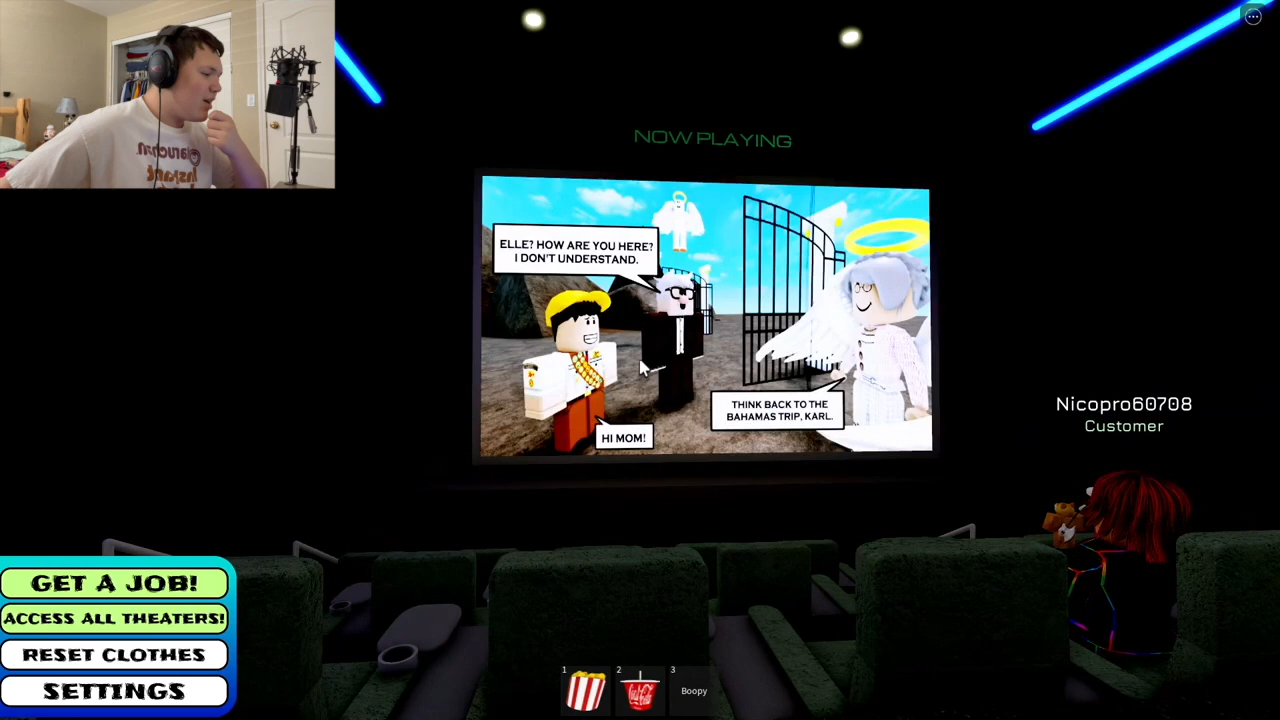 NOW PLAYING
ELLE? HOW ARE YOU HERE?
I DON'T UNDERSTAND.
HI MOM!
THINK BACK TO THE
BAHAMAS TRIP, KARL.
Nicopro60708
Customer
GET A JOB!
ACCESS ALL THEATERS!
RESET CLOTHES
SETTINGS
1
2
3
Boopy